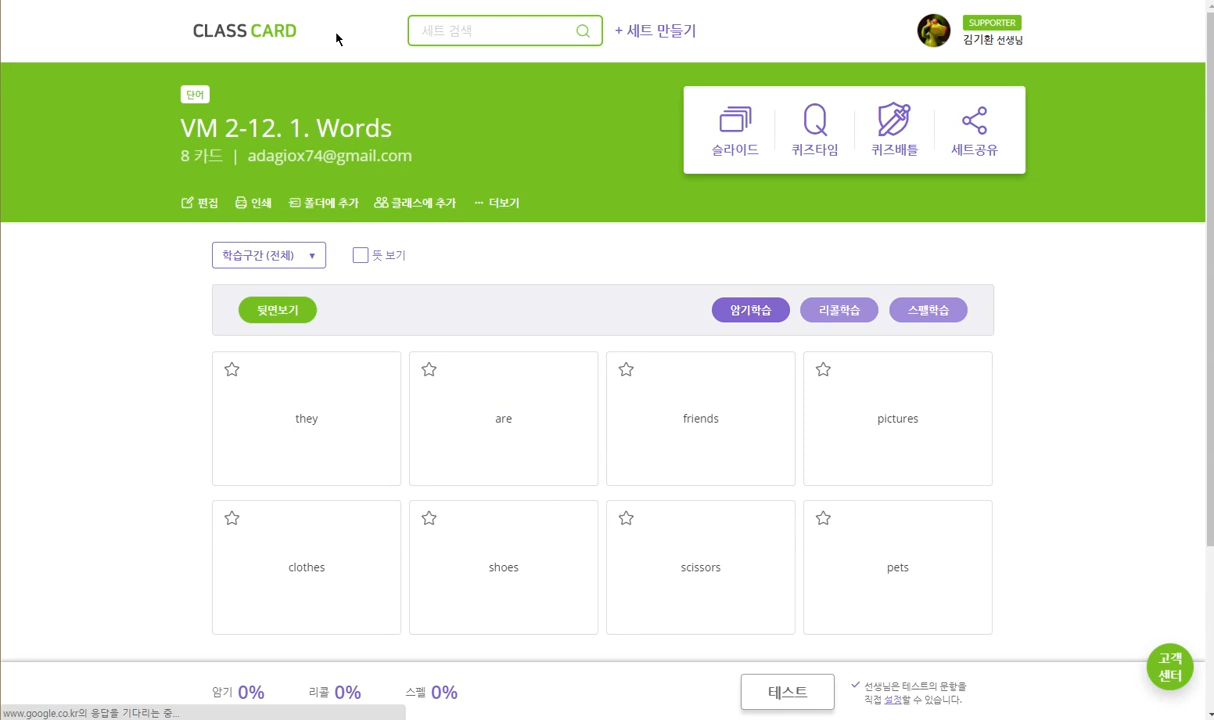 CLASS CARD
세트 검색
+ 세트 만들기
SUPPORTER
김기환 선생님
단어
VM 2-12. 1. Words
8 카드 | adagiox74@gmail.com
슬라이드
퀴즈타임
퀴즈배틀
세트공유
편집
인쇄
폴더에 추가
클래스에 추가
··· 더보기
학습구간 (전체) ▼
뜻 보기
뒷면보기
암기학습
리콜학습
스펠학습
they
are
friends
pictures
clothes
shoes
scissors
pets
암기 0%
리콜 0%
스펠 0%
테스트
선생님은 테스트의 문항을
직접 설정할 수 있습니다.
고객
센터
www.google.co.kr의 응답을 기다리는 중...